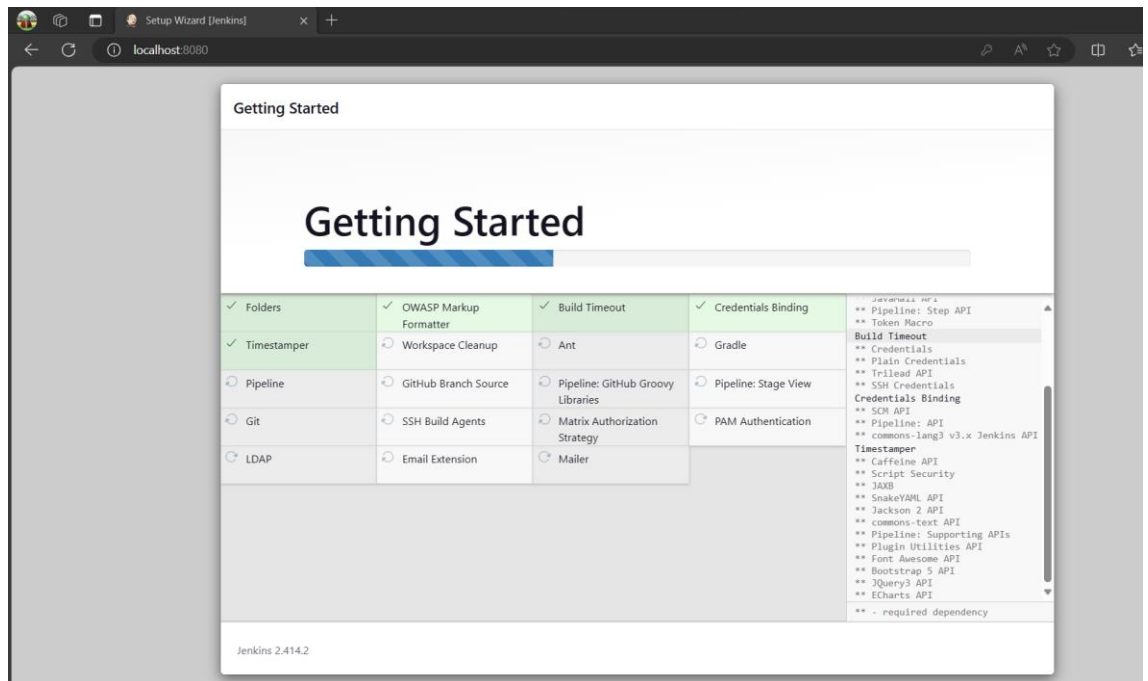 Setup Wizard [Jenkins]
localhost:8080
Getting Started
Getting Started
Folders
OWASP Markup
Formatter
Build Timeout
Credentials Binding
Timestamper
Workspace Cleanup
Ant
Gradle
Pipeline
GitHub Branch Source
Pipeline: GitHub Groovy
Libraries
Pipeline: Stage View
Git
SSH Build Agents
Matrix Authorization
Strategy
PAM Authentication
LDAP
Email Extension
Mailer
** JavaMail API
** Pipeline: Step API
** Token Macro
Build Timeout
** Credentials
** Plain Credentials
** Trilead API
** SSH Credentials
Credentials Binding
** SCM API
** Pipeline: API
** commons-lang3 v3.x Jenkins API
Timestamper
** Caffeine API
** Script Security
** JAXB
** SnakeYAML API
** Jackson 2 API
** commons-text API
** Pipeline: Supporting APIs
** Plugin Utilities API
** Font Awesome API
** Bootstrap 5 API
** JQuery3 API
** ECharts API
** - required dependency
Jenkins 2.414.2